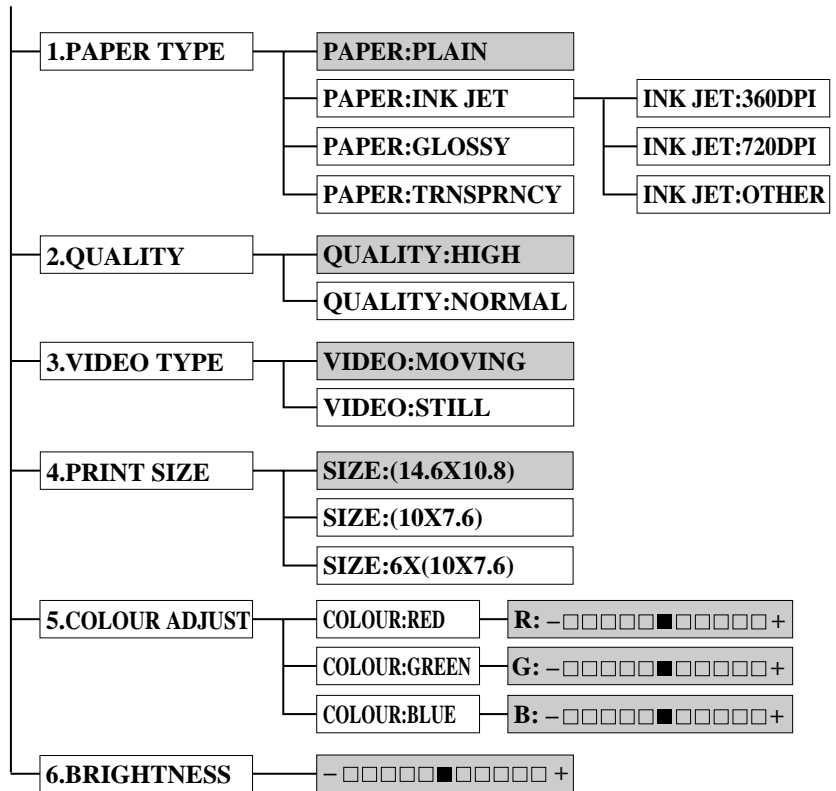 1.PAPER TYPE PAPER:PLAIN
PAPER:INK JET INK JET:360DPI
PAPER:GLOSSY INK JET:720DPI
PAPER:TRNSPRNCY INK JET:OTHER
2.QUALITY QUALITY:HIGH
QUALITY:NORMAL
3.VIDEO TYPE VIDEO:MOVING
VIDEO:STILL
4.PRINT SIZE SIZE:(14.6X10.8)
SIZE:(10X7.6)
SIZE:6X(10X7.6)
5.COLOUR ADJUST COLOUR:RED R: –□□□□□■□□□□□+
COLOUR:GREEN G: –□□□□□■□□□□□+
COLOUR:BLUE B: –□□□□□■□□□□□+
6.BRIGHTNESS – □□□□□■□□□□□ +